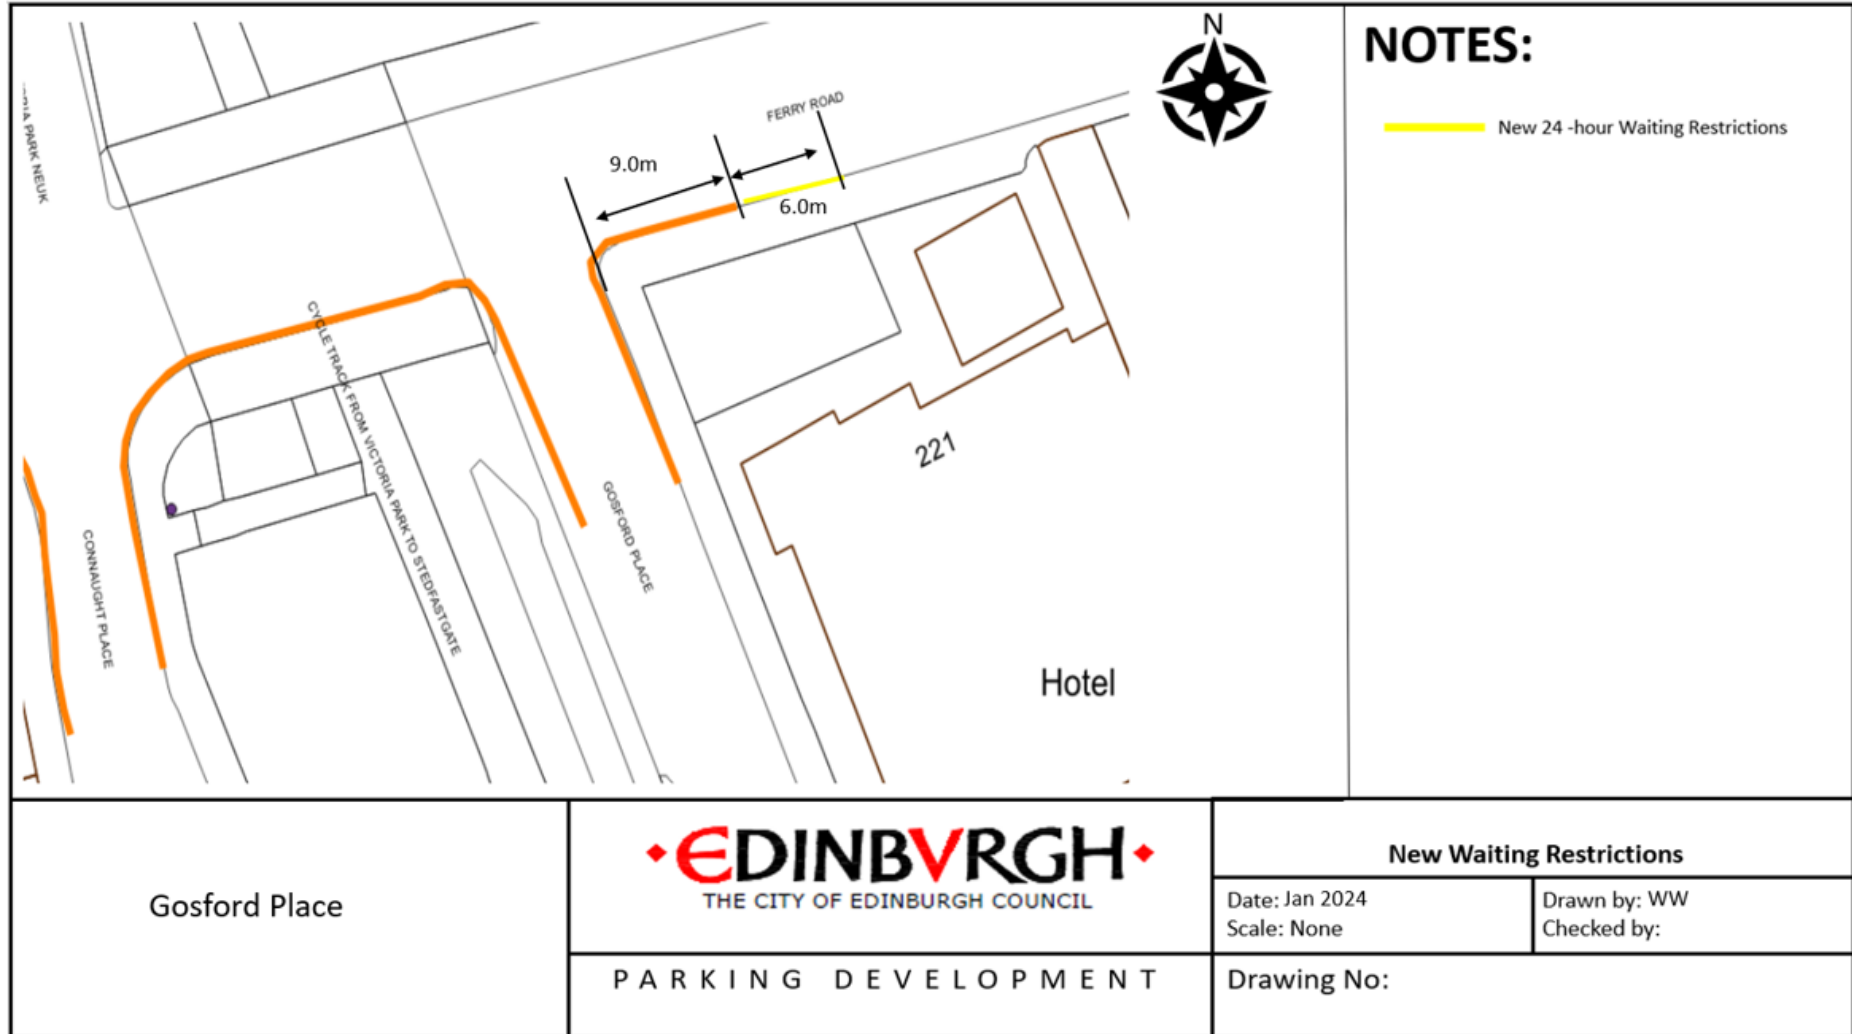 N
NOTES:
FERRY ROAD
New 24 -hour Waiting Restrictions
PARK NEUK
9.0m
6.0m
CYCLE TRACK FROM VICTORIA PARK TO STEDFASTGATE
221
GOSFORD PLACE
CONNAUGHT PLACE
Hotel
Gosford Place
EDINBVRGH
THE CITY OF EDINBURGH COUNCIL
PARKING DEVELOPMENT
New Waiting Restrictions
Date: Jan 2024
Scale: None
Drawn by: WW
Checked by:
Drawing No: